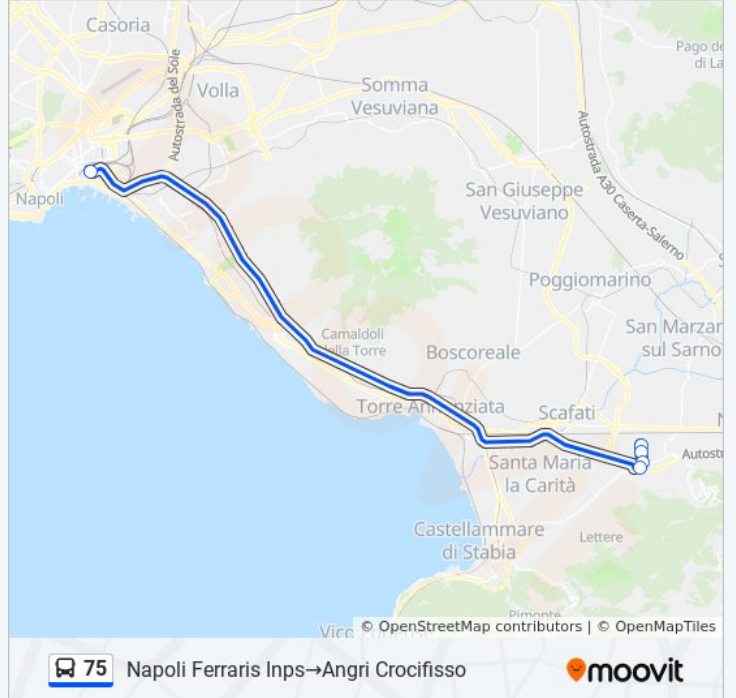 Casoria
Pago de
di La
Autostrada del Sole
Volla
Somma
Vesuviana
Autostrada A30 Caserta-Salerno
Napoli
San Giuseppe
Vesuviano
Poggiomarino
San Marzan
sul Sarno
Camaldoli
della Torre
Boscoreale
Torre Annunziata
Scafati
N
Autostr
Santa Maria
la Carità
Castellammare
di Stabia
Lettere
Pimonte
© OpenStreetMap contributors | © OpenMapTiles
75
Napoli Ferraris Inps→Angri Crocifisso
moovit